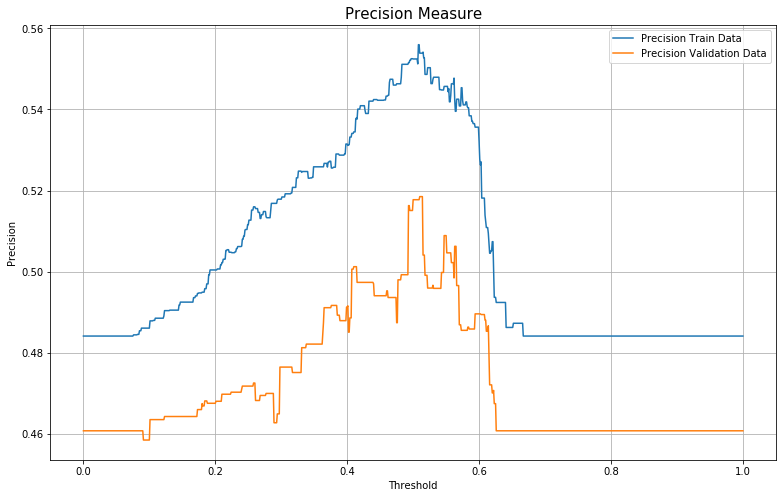 Precision Measure
Precision Train Data
Precision Validation Data
Precision
0.56
0.54
0.52
0.50
0.48
0.46
0.0 0.2 0.4 0.6 0.8 1.0
Threshold